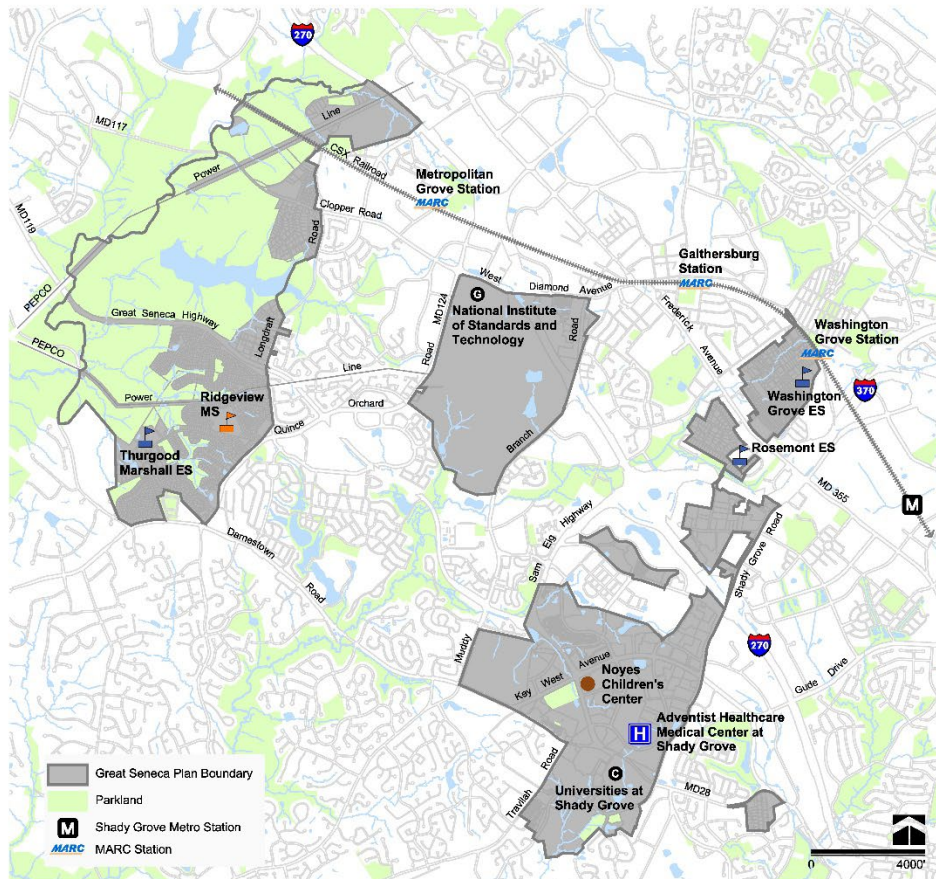 270
MD117
Line
Power
CSX Railroad
Metropolitan
Grove Station
MARC
Clopper Road
MD119
Road
Gaithersburg
Station
MARC
West
Diamond
Avenue
G
National Institute
of Standards and
Technology
MD124
Road
Road
Frederick
Avenue
Washington
Grove Station
MARC
PEPCO
Great Seneca Highway
Longdraft
PEPCO
Line
Power
Ridgeview
MS
Orchard
Quince
Branch
Washington
Grove ES
370
Thurgood
Marshall ES
Rosemont ES
MD 355
M
Darnestown
Road
Sam Eig Highway
Shady Grove Road
Muddy
270
Key West Avenue
Noyes
Children's
Center
Gude Drive
H
Adventist Healthcare
Medical Center at
Shady Grove
Travilah Road
C
Universities at
Shady Grove
MD28
Great Seneca Plan Boundary
Parkland
M Shady Grove Metro Station
MARC MARC Station
0 4000'